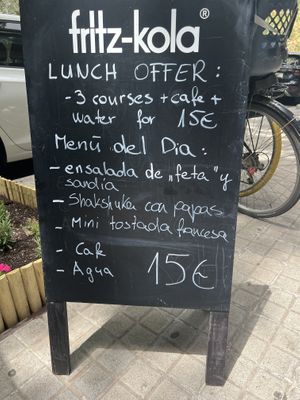 fritz-kola®
LUNCH OFFER:
- 3 courses + cafe +
water for 15€
Menú del Dia:
- ensalada de „feta" y
sandia
- Shakshuka con papas
- Mini tostada francesa
- Cafe
- Agua 15€